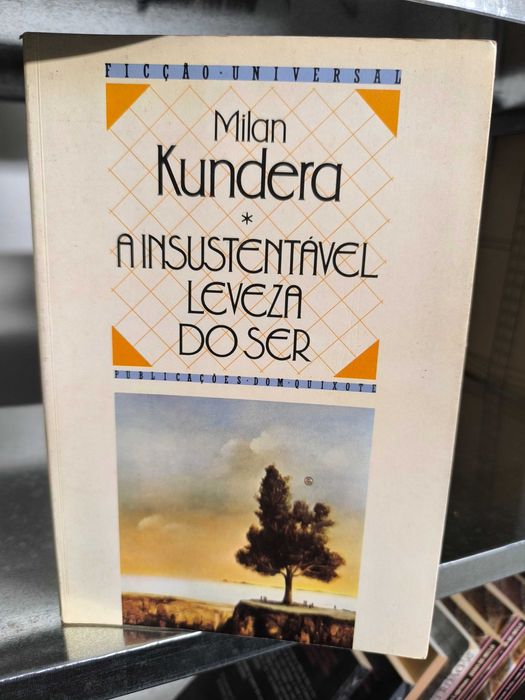 FICÇÃO·UNIVERSAL
Milan
Kundera
*
A INSUSTENTÁVEL
LEVEZA
DO SER
PUBLICAÇÕES·DOM·QUIXOTE